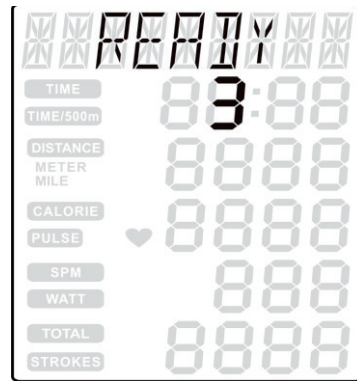 READY
TIME 3
TIME/500m
DISTANCE
METER
MILE
CALORIE
PULSE
SPM
WATT
TOTAL
STROKES